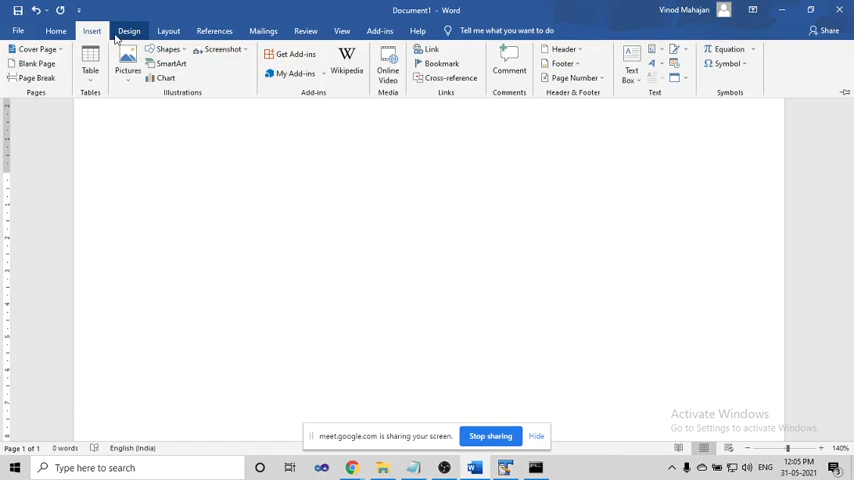 Document1 - Word
Vinod Mahajan
File Home Insert Design Layout References Mailings Review View Add-ins Help Tell me what you want to do Share
Cover Page
Blank Page
Page Break
Pages
Table
Tables
Pictures
Shapes
SmartArt
Chart
Screenshot
Illustrations
Get Add-ins
My Add-ins
Wikipedia
Add-ins
Online
Video
Media
Link
Bookmark
Cross-reference
Links
Comment
Comments
Header
Footer
Page Number
Header & Footer
Text
Box
Text
Equation
Symbol
Symbols
Activate Windows
Go to Settings to activate Windows.
meet.google.com is sharing your screen. Stop sharing Hide
Page 1 of 1 0 words English (India) 140%
Type here to search
ENG
12:05 PM
31-05-2021
3